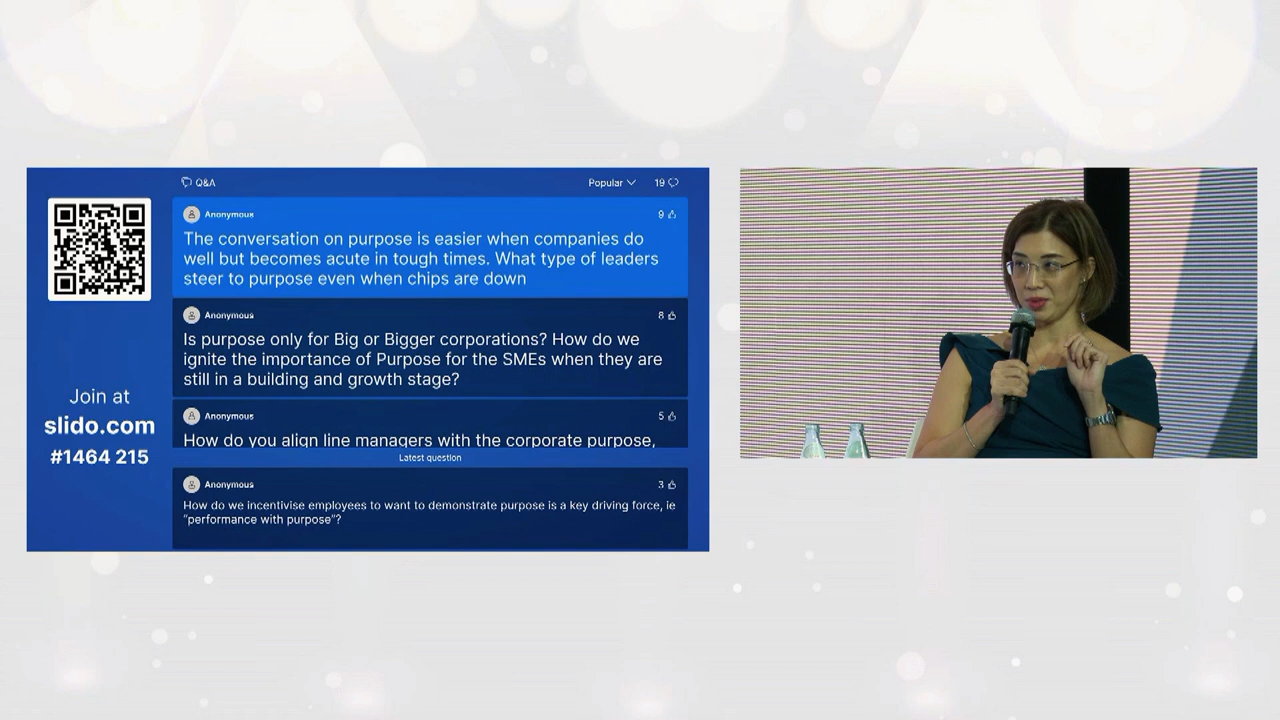 Q&A
Popular
19
Anonymous
9
The conversation on purpose is easier when companies do
well but becomes acute in tough times. What type of leaders
steer to purpose even when chips are down
Anonymous
8
Is purpose only for Big or Bigger corporations? How do we
ignite the importance of Purpose for the SMEs when they are
still in a building and growth stage?
Anonymous
5
How do you align line managers with the corporate purpose,
Latest question
Anonymous
3
How do we incentivise employees to want to demonstrate purpose is a key driving force, ie
"performance with purpose"?
Join at
slido.com
#1464 215